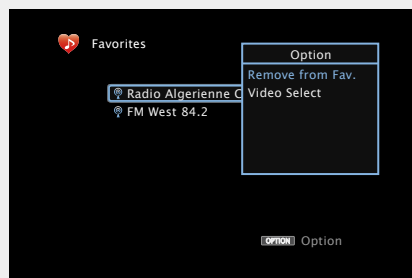 Favorites
Option
Remove from Fav.
Radio Algerienne C
Video Select
FM West 84.2
OPTION Option